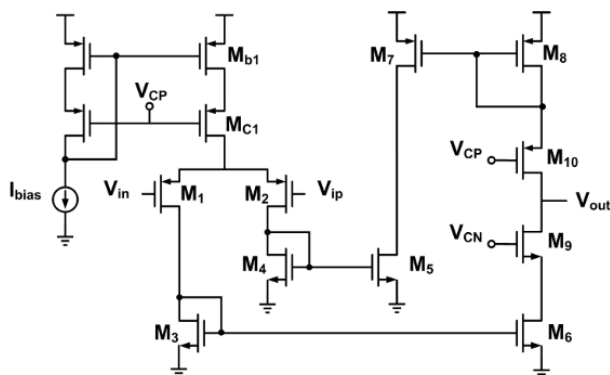 M7
M8
Mb1
VCP
MC1
VCP
M10
Ibias
Vin
M1
M2
Vip
Vout
VCN
M9
M4
M5
M3
M6